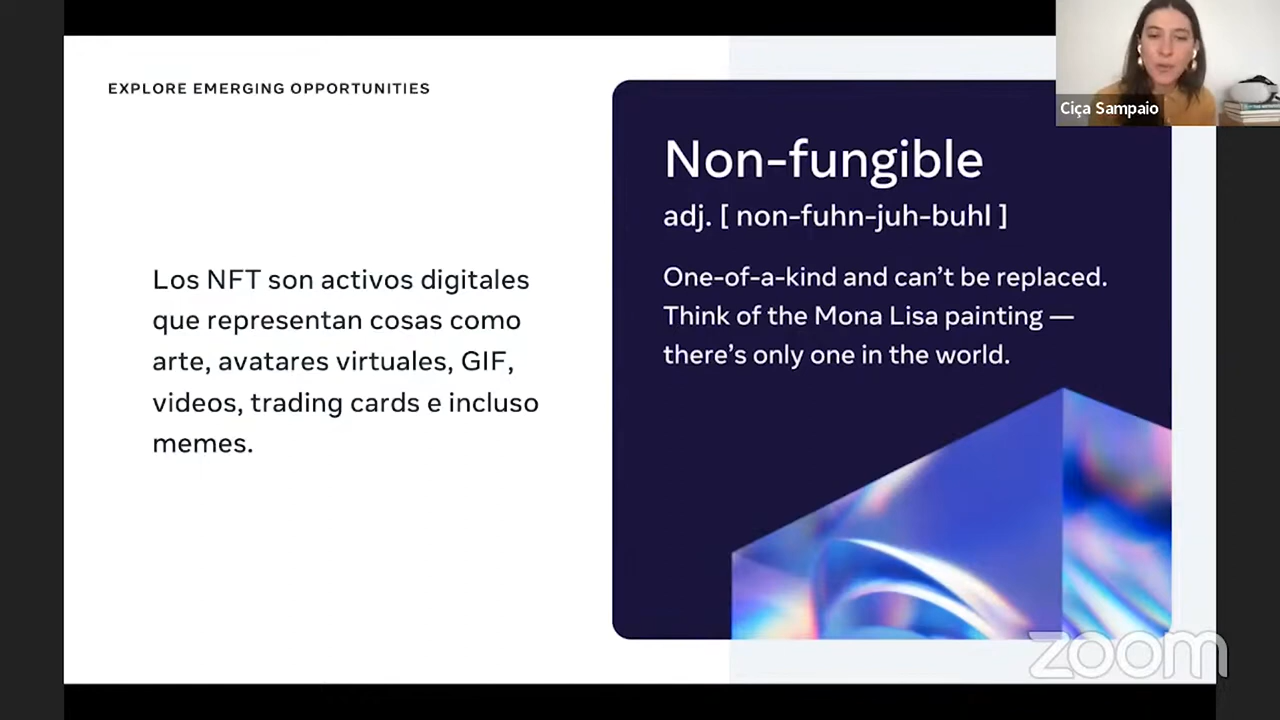 EXPLORE EMERGING OPPORTUNITIES
Los NFT son activos digitales
que representan cosas como
arte, avatares virtuales, GIF,
videos, trading cards e incluso
memes.
Non-fungible
adj. [ non-fuhn-juh-buhl ]
One-of-a-kind and can’t be replaced.
Think of the Mona Lisa painting —
there’s only one in the world.
Ciça Sampaio
zoom